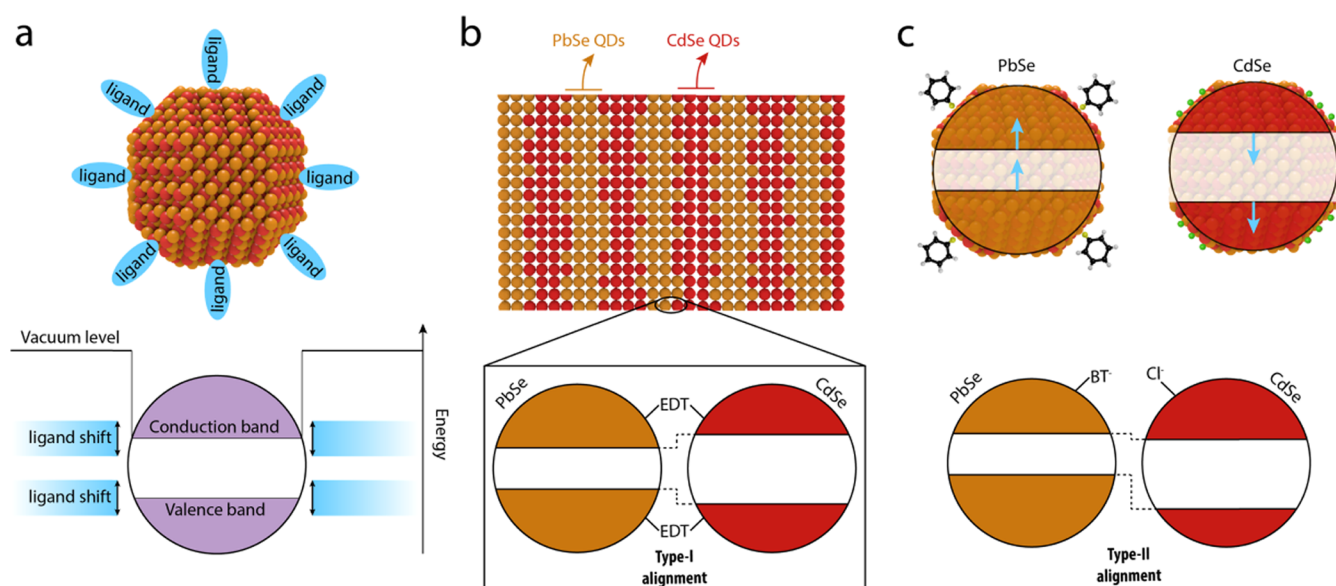 a
ligand
ligand
ligand
ligand
ligand
ligand
ligand
ligand
Vacuum level
Conduction band
ligand shift
ligand shift
Valence band
Energy
b
PbSe QDs
CdSe QDs
PbSe
EDT
CdSe
EDT
Type-I
alignment
c
PbSe
CdSe
PbSe
BT-
Cl-
CdSe
Type-II
alignment